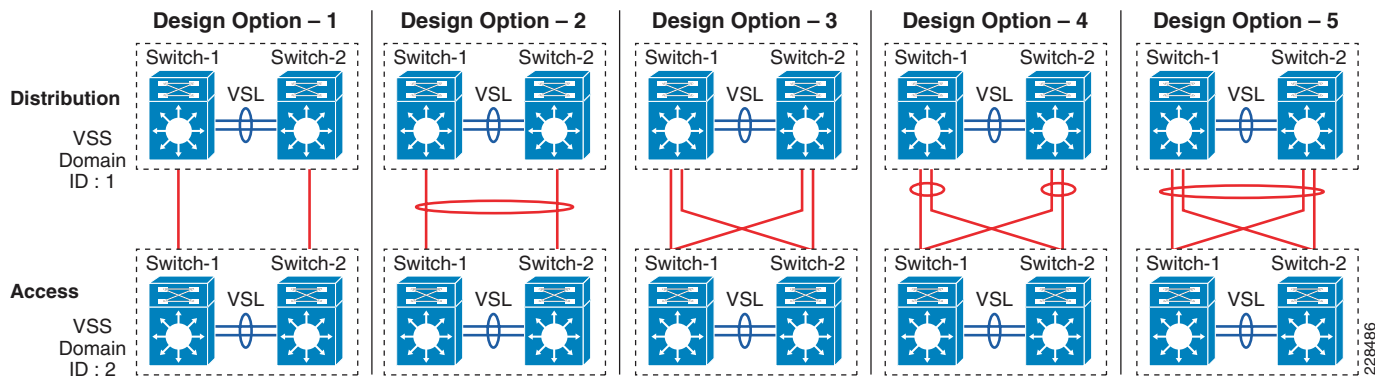 Design Option – 1
Design Option – 2
Design Option – 3
Design Option – 4
Design Option – 5
Switch-1 Switch-2
Switch-1 Switch-2
Switch-1 Switch-2
Switch-1 Switch-2
Switch-1 Switch-2
Distribution
VSL
VSL
VSL
VSL
VSL
VSS
Domain
ID : 1
Switch-1 Switch-2
Switch-1 Switch-2
Switch-1 Switch-2
Switch-1 Switch-2
Switch-1 Switch-2
Access
VSL
VSL
VSL
VSL
VSL
VSS
Domain
ID : 2
228486